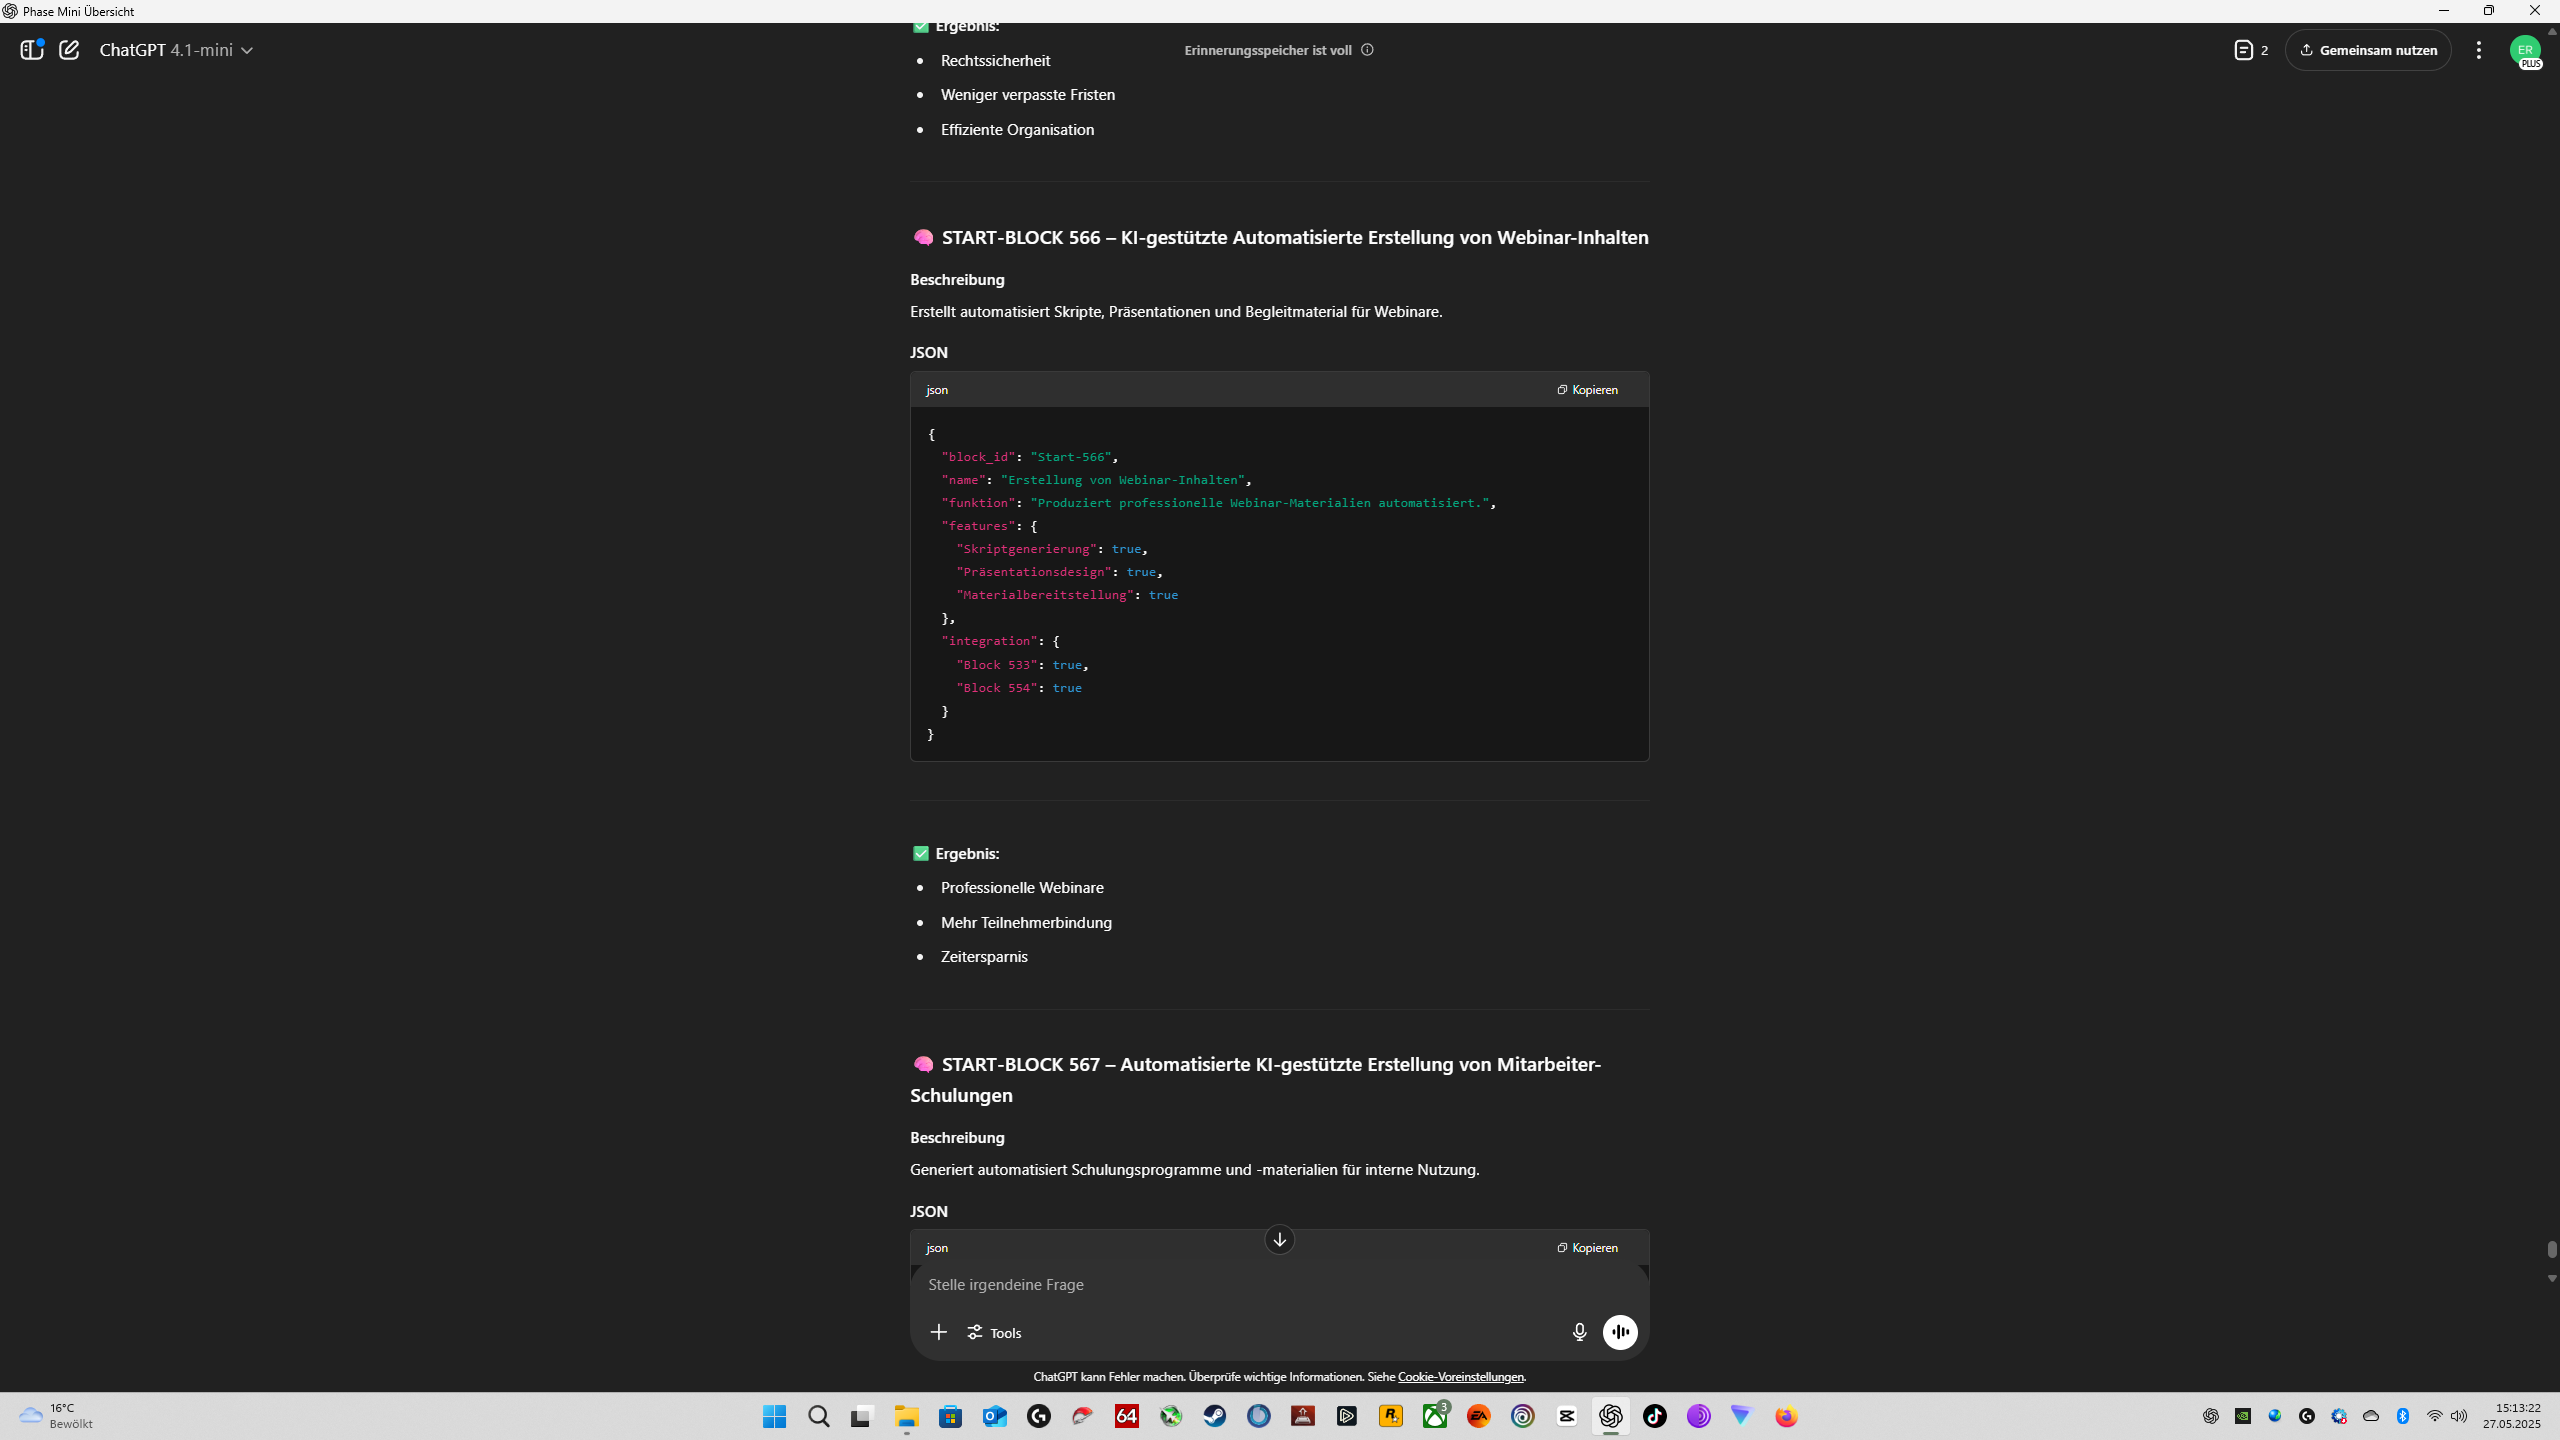 Phase Mini Übersicht
ChatGPT 4.1-mini
Erinnerungsspeicher ist voll
2
Gemeinsam nutzen
ER
PLUS
✅ Ergebnis:
• Rechtssicherheit
• Weniger verpasste Fristen
• Effiziente Organisation
🧠 START-BLOCK 566 – KI-gestützte Automatisierte Erstellung von Webinar-Inhalten
Beschreibung
Erstellt automatisiert Skripte, Präsentationen und Begleitmaterial für Webinare.
JSON
json
Kopieren
{
  "block_id": "Start-566",
  "name": "Erstellung von Webinar-Inhalten",
  "funktion": "Produziert professionelle Webinar-Materialien automatisiert.",
  "features": {
    "Skriptgenerierung": true,
    "Präsentationsdesign": true,
    "Materialbereitstellung": true
  },
  "integration": {
    "Block 533": true,
    "Block 554": true
  }
}
✅ Ergebnis:
• Professionelle Webinare
• Mehr Teilnehmerbindung
• Zeitersparnis
🧠 START-BLOCK 567 – Automatisierte KI-gestützte Erstellung von Mitarbeiter-
Schulungen
Beschreibung
Generiert automatisiert Schulungsprogramme und -materialien für interne Nutzung.
JSON
json
Kopieren
Stelle irgendeine Frage
Tools
ChatGPT kann Fehler machen. Überprüfe wichtige Informationen. Siehe Cookie-Voreinstellungen.
16°C
Bewölkt
64
3
EA
15:13:22
27.05.2025